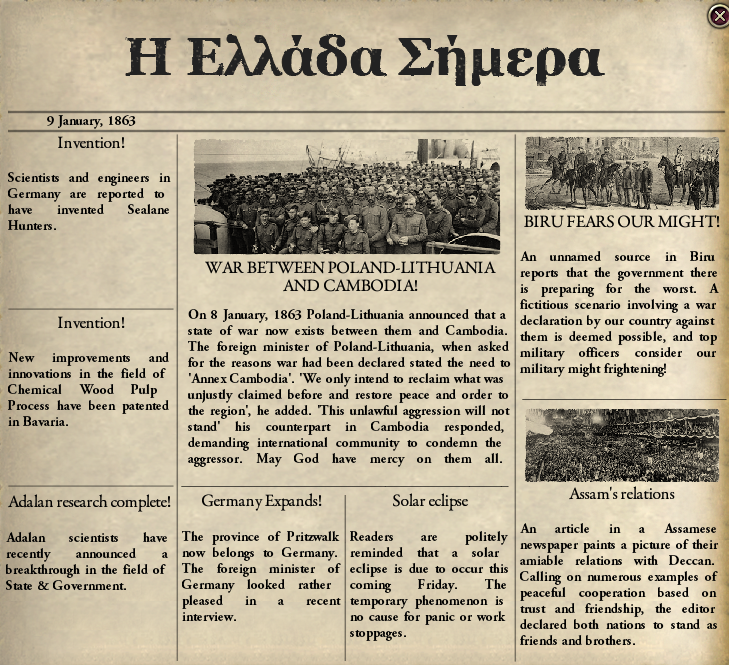 Η Ελλάδα Σήμερα
9 January, 1863
Invention!
Scientists and engineers in
Germany are reported to
have invented Sealane
Hunters.
Invention!
New improvements and
innovations in the field of
Chemical Wood Pulp
Process have been patented
in Bavaria.
Adalan research complete!
Adalan scientists have
recently announced a
breakthrough in the field of
State & Government.
WAR BETWEEN POLAND-LITHUANIA
AND CAMBODIA!
On 8 January, 1863 Poland-Lithuania announced that a
state of war now exists between them and Cambodia.
The foreign minister of Poland-Lithuania, when asked
for the reasons war had been declared stated the need to
'Annex Cambodia'. 'We only intend to reclaim what was
unjustly claimed before and restore peace and order to
the region', he added. 'This unlawful aggression will not
stand' his counterpart in Cambodia responded,
demanding international community to condemn the
aggressor. May God have mercy on them all.
Germany Expands!
The province of Pritzwalk
now belongs to Germany.
The foreign minister of
Germany looked rather
pleased in a recent
interview.
Solar eclipse
Readers are politely
reminded that a solar
eclipse is due to occur this
coming Friday. The
temporary phenomenon is
no cause for panic or work
stoppages.
BIRU FEARS OUR MIGHT!
An unnamed source in Biru
reports that the government there
is preparing for the worst. A
fictitious scenario involving a war
declaration by our country against
them is deemed possible, and top
military officers consider our
military might frightening!
Assam's relations
An article in a Assamese
newspaper paints a picture of their
amiable relations with Deccan.
Calling on numerous examples of
peaceful cooperation based on
trust and friendship, the editor
declared both nations to stand as
friends and brothers.